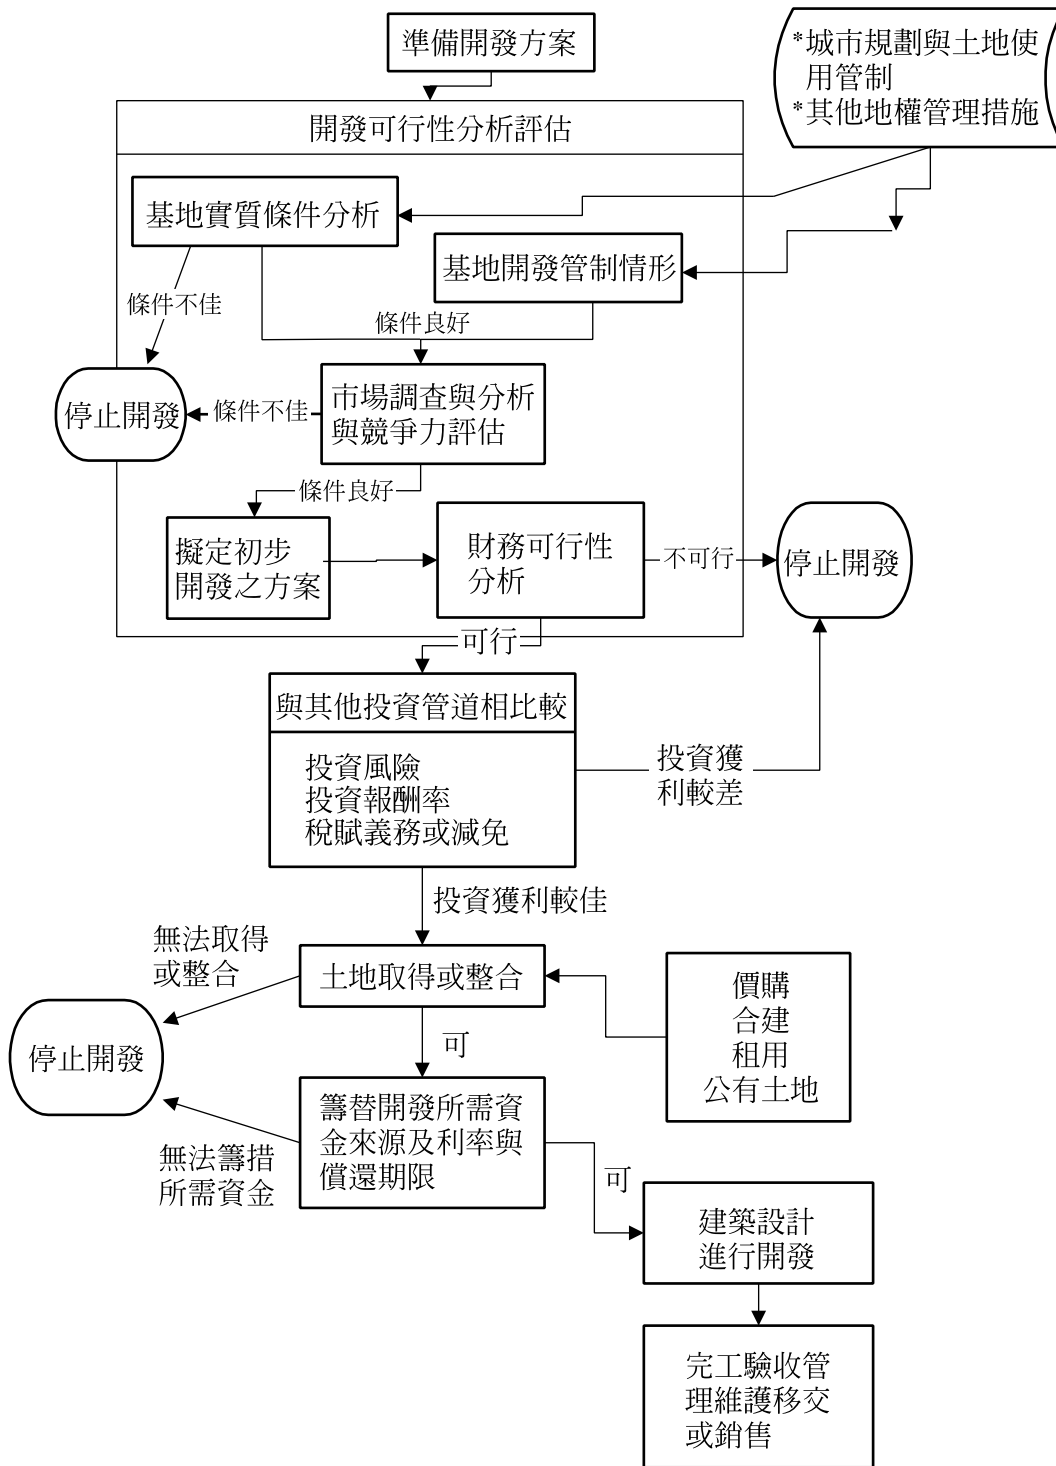 準備開發方案
*城市規劃與土地使
用管制
*其他地權管理措施
開發可行性分析評估
基地實質條件分析
基地開發管制情形
條件不佳
條件良好
停止開發
條件不佳
市場調查與分析
與競爭力評估
條件良好
擬定初步
開發之方案
財務可行性
分析
不可行
停止開發
可行
與其他投資管道相比較
投資風險
投資報酬率
稅賦義務或減免
投資獲
利較差
投資獲利較佳
無法取得
或整合
土地取得或整合
價購
合建
租用
公有土地
停止開發
可
籌替開發所需資
金來源及利率與
償還期限
無法籌措
所需資金
可
建築設計
進行開發
完工驗收管
理維護移交
或銷售